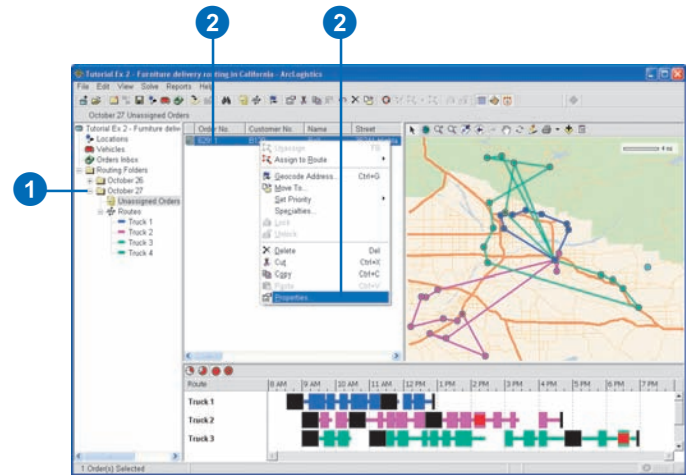 2 2
Tutorial Ex 2 - Furniture delivery routing in California - ArcLogistics
File Edit View Solve Reports Help
October 27 Unassigned Orders
1
Tutorial Ex 2 - Furniture deliv
Locations
Vehicles
Orders Inbox
Routing Folders
October 26
October 27
Unassigned Orders
Routes
Truck 1
Truck 2
Truck 3
Truck 4
Order No. Customer No. Name Street
Unassign F8
Assign to Route
Geocode Address... Ctrl+G
Move To...
Set Priority
Specialties...
Lock
Unlock
Delete Del
Cut Ctrl+X
Copy Ctrl+C
Paste Ctrl+V
Properties...
4 mi
Route 8 AM 9 AM 10 AM 11 AM 12 PM 1 PM 2 PM 3 PM 4 PM 5 PM 6 PM 7 PM
Truck 1
Truck 2
Truck 3
1 Order(s) Selected